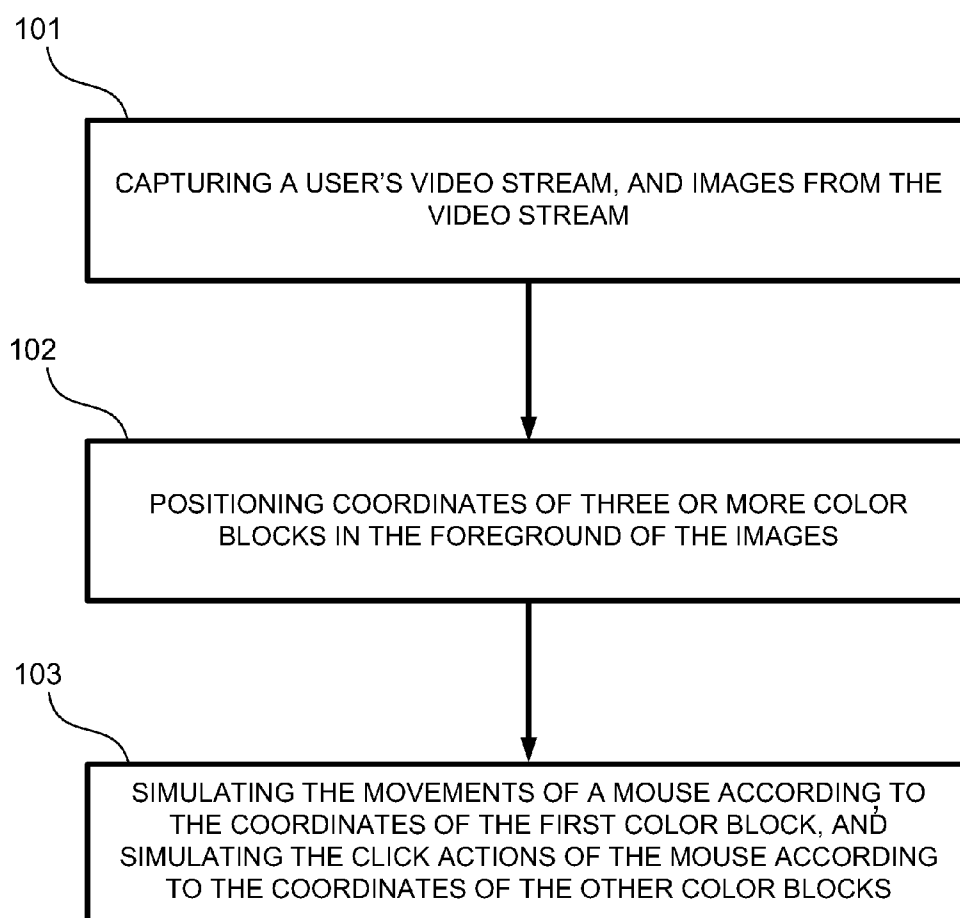 101
CAPTURING A USER'S VIDEO STREAM, AND IMAGES FROM THE
VIDEO STREAM
102
POSITIONING COORDINATES OF THREE OR MORE COLOR
BLOCKS IN THE FOREGROUND OF THE IMAGES
103
SIMULATING THE MOVEMENTS OF A MOUSE ACCORDING TO
THE COORDINATES OF THE FIRST COLOR BLOCK, AND
SIMULATING THE CLICK ACTIONS OF THE MOUSE ACCORDING
TO THE COORDINATES OF THE OTHER COLOR BLOCKS